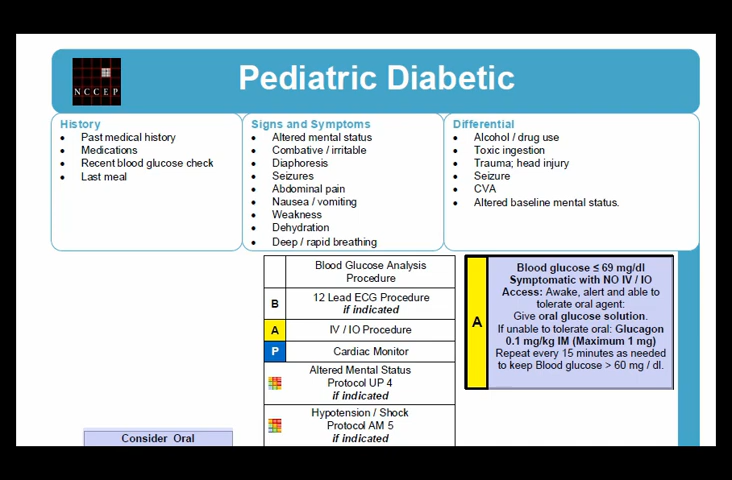 NCCEP
Pediatric Diabetic
History
• Past medical history
• Medications
• Recent blood glucose check
• Last meal
Signs and Symptoms
• Altered mental status
• Combative / irritable
• Diaphoresis
• Seizures
• Abdominal pain
• Nausea / vomiting
• Weakness
• Dehydration
• Deep / rapid breathing
Differential
• Alcohol / drug use
• Toxic ingestion
• Trauma; head injury
• Seizure
• CVA
• Altered baseline mental status.
Blood Glucose Analysis
Procedure
B
12 Lead ECG Procedure
if indicated
A
IV / IO Procedure
P
Cardiac Monitor
Altered Mental Status
Protocol UP 4
if indicated
Hypotension / Shock
Protocol AM 5
if indicated
A
Blood glucose ≤ 69 mg/dl
Symptomatic with NO IV / IO
Access: Awake, alert and able to
tolerate oral agent:
Give oral glucose solution.
If unable to tolerate oral: Glucagon
0.1 mg/kg IM (Maximum 1 mg)
Repeat every 15 minutes as needed
to keep Blood glucose > 60 mg / dl.
Consider Oral